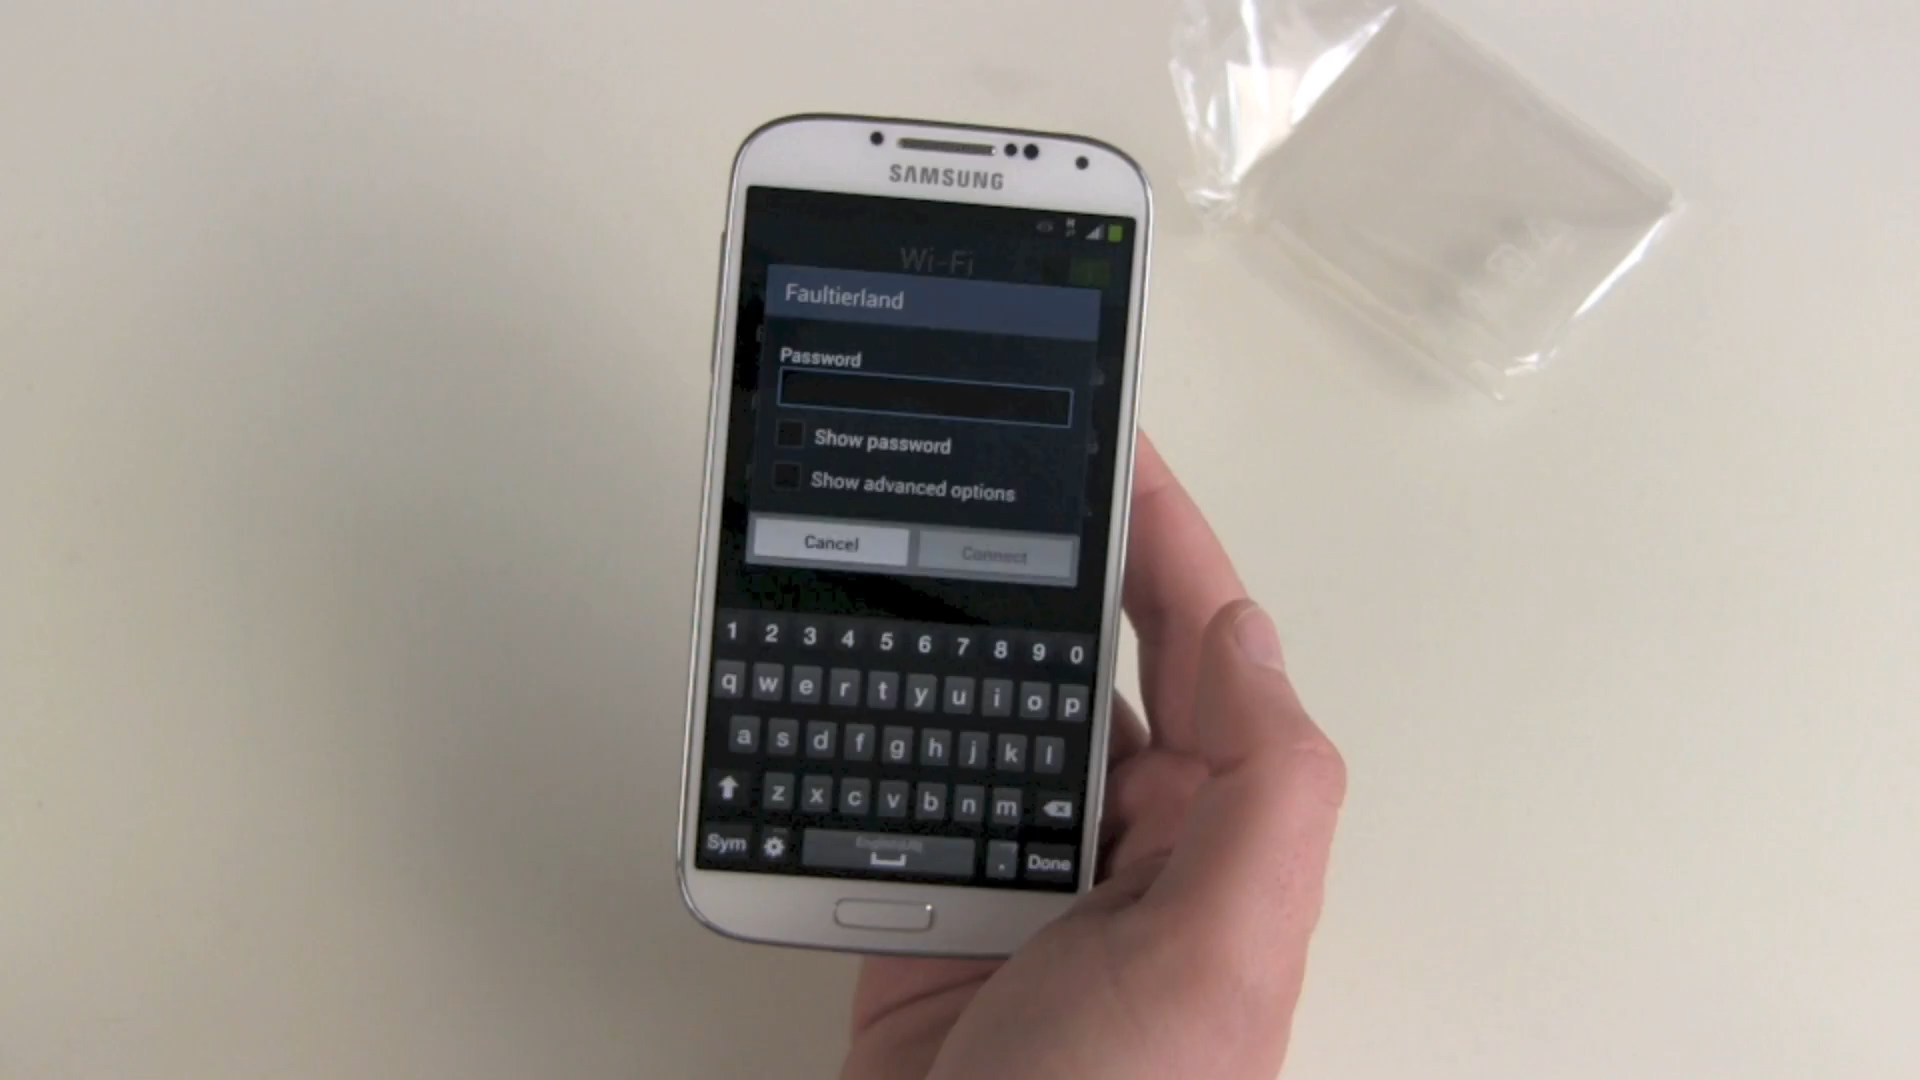 SAMSUNG
Wi-Fi
Faultierland
Password
Show password
Show advanced options
Cancel
Connect
1 2 3 4 5 6 7 8 9 0
q w e r t y u i o p
a s d f g h j k l
z x c v b n m
Sym . Done